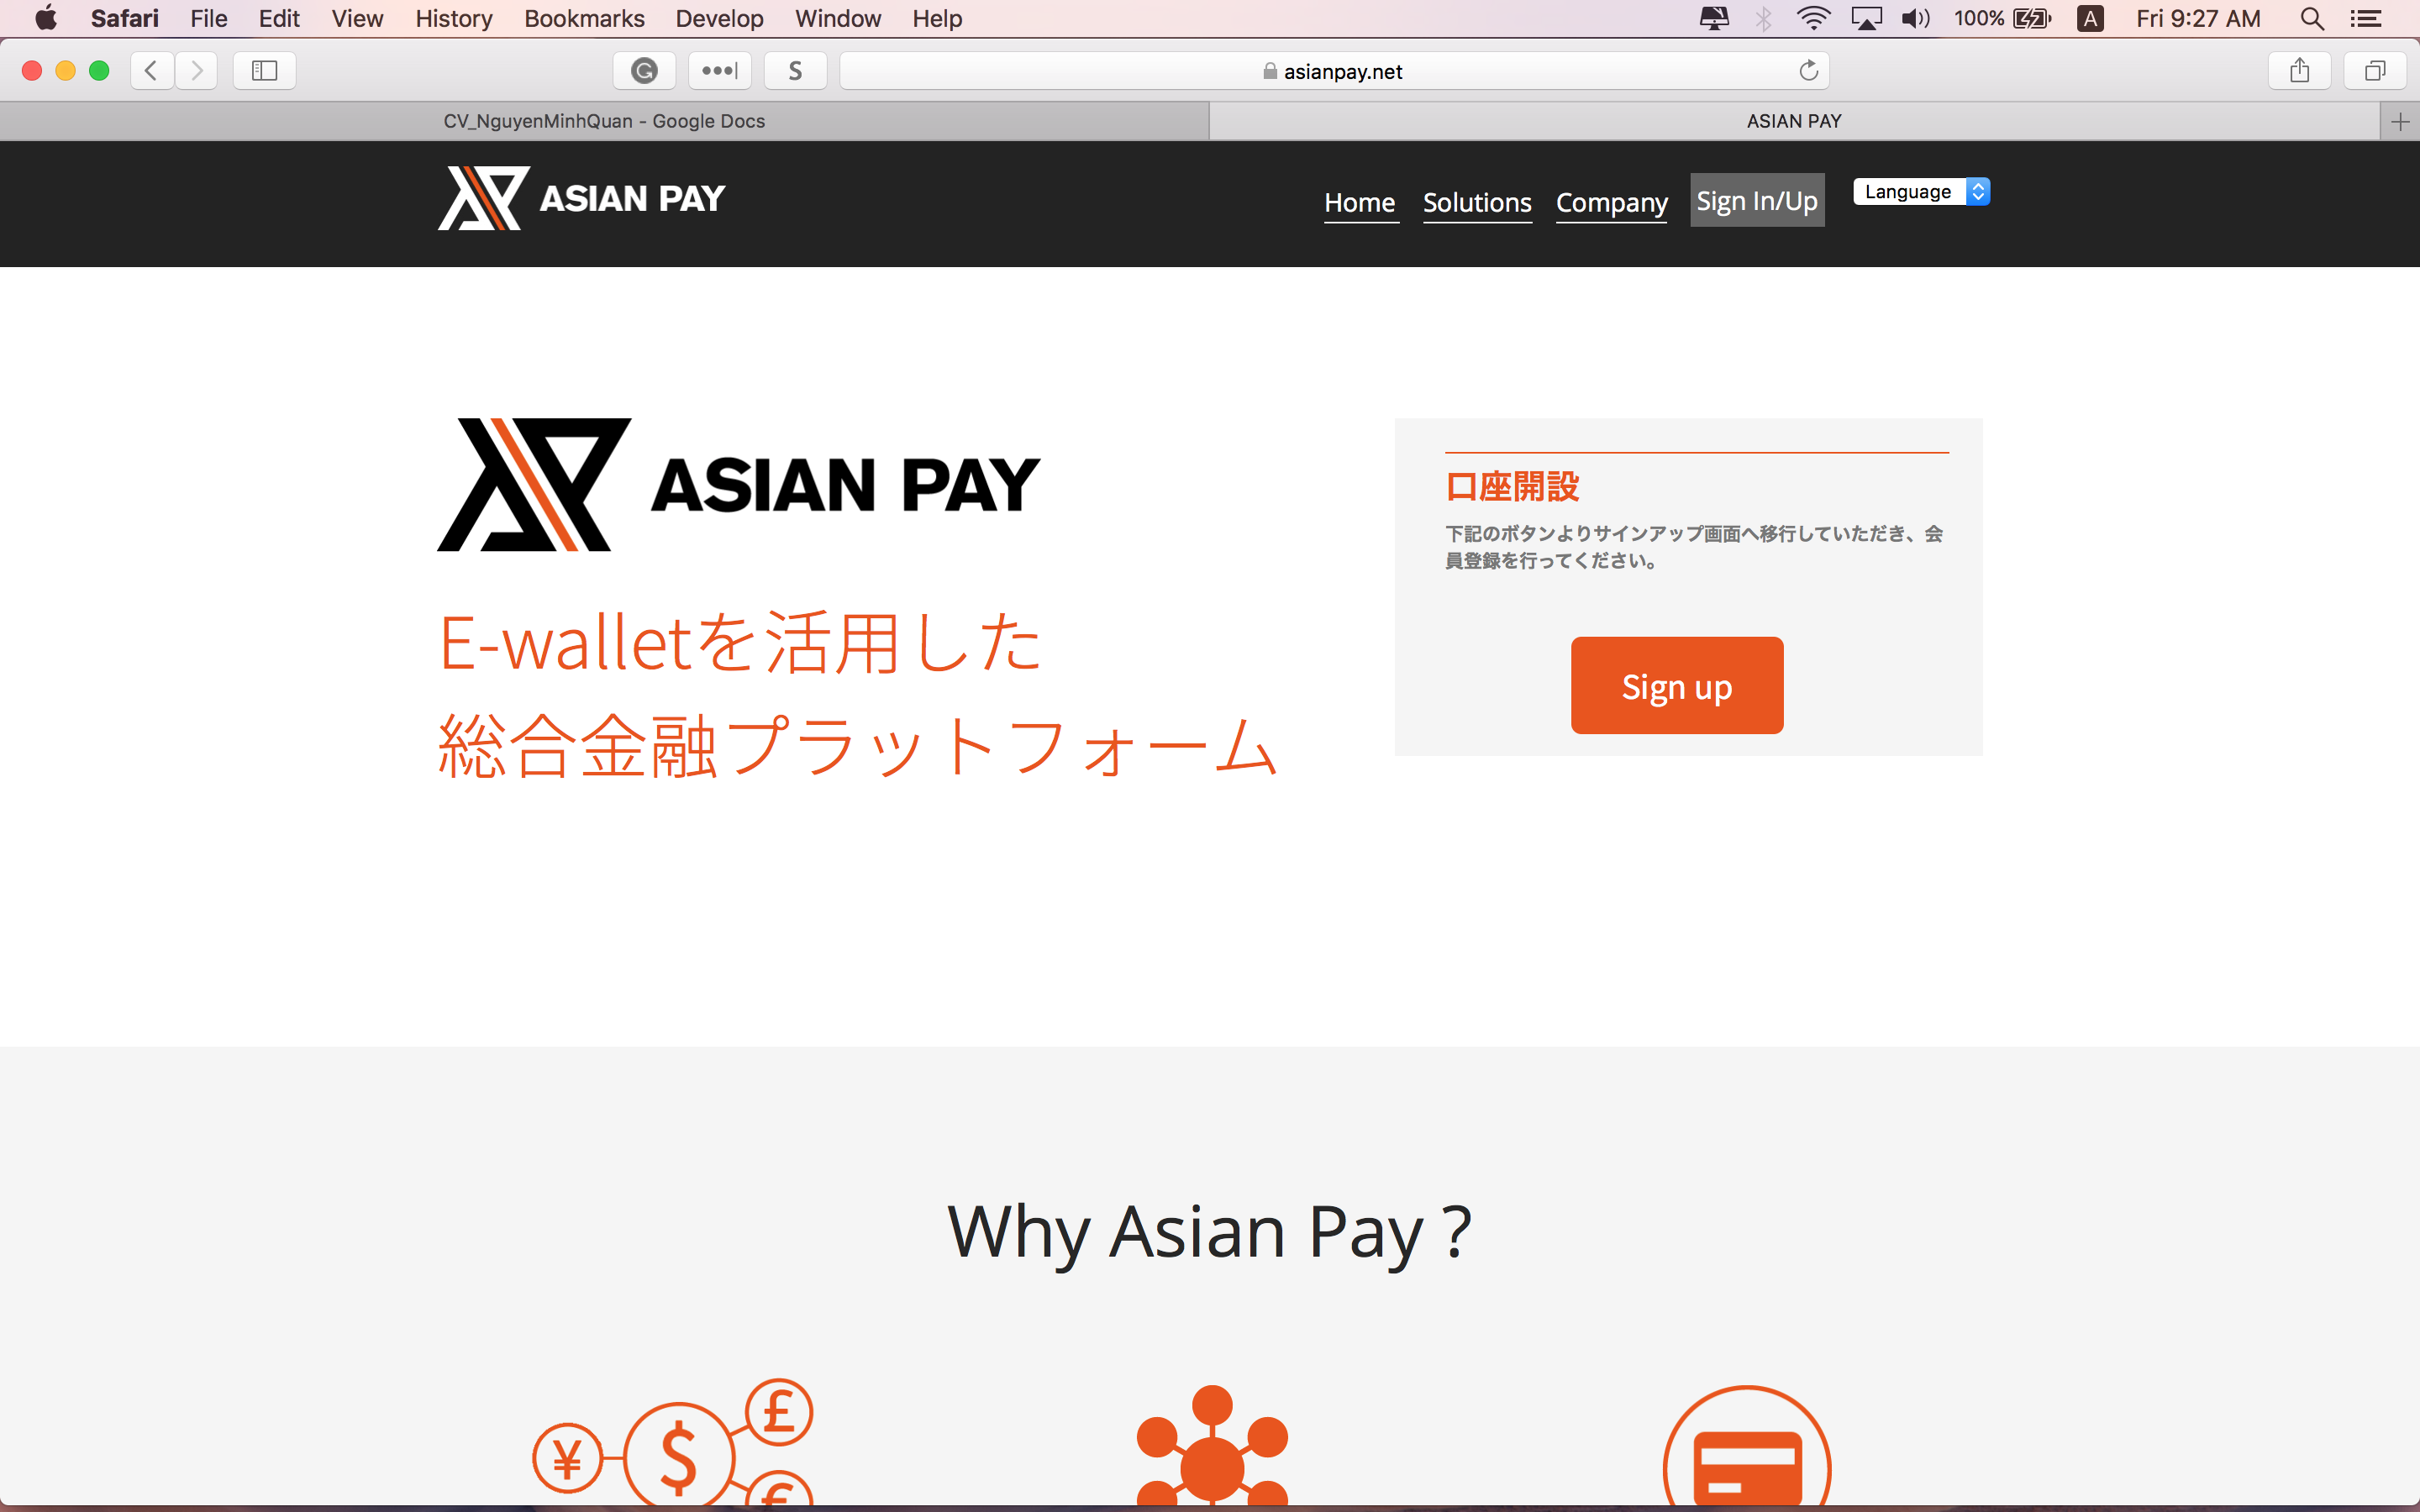 Safari File Edit View History Bookmarks Develop Window Help 100% A Fri 9:27 AM
S asianpay.net
CV_NguyenMinhQuan - Google Docs ASIAN PAY
ASIAN PAY Home Solutions Company Sign In/Up Language
ASIAN PAY
E-walletを活用した
総合金融プラットフォーム
口座開設
下記のボタンよりサインアップ画面へ移行していただき、会
員登録を行ってください。
Sign up
Why Asian Pay ?
¥ $ £ €